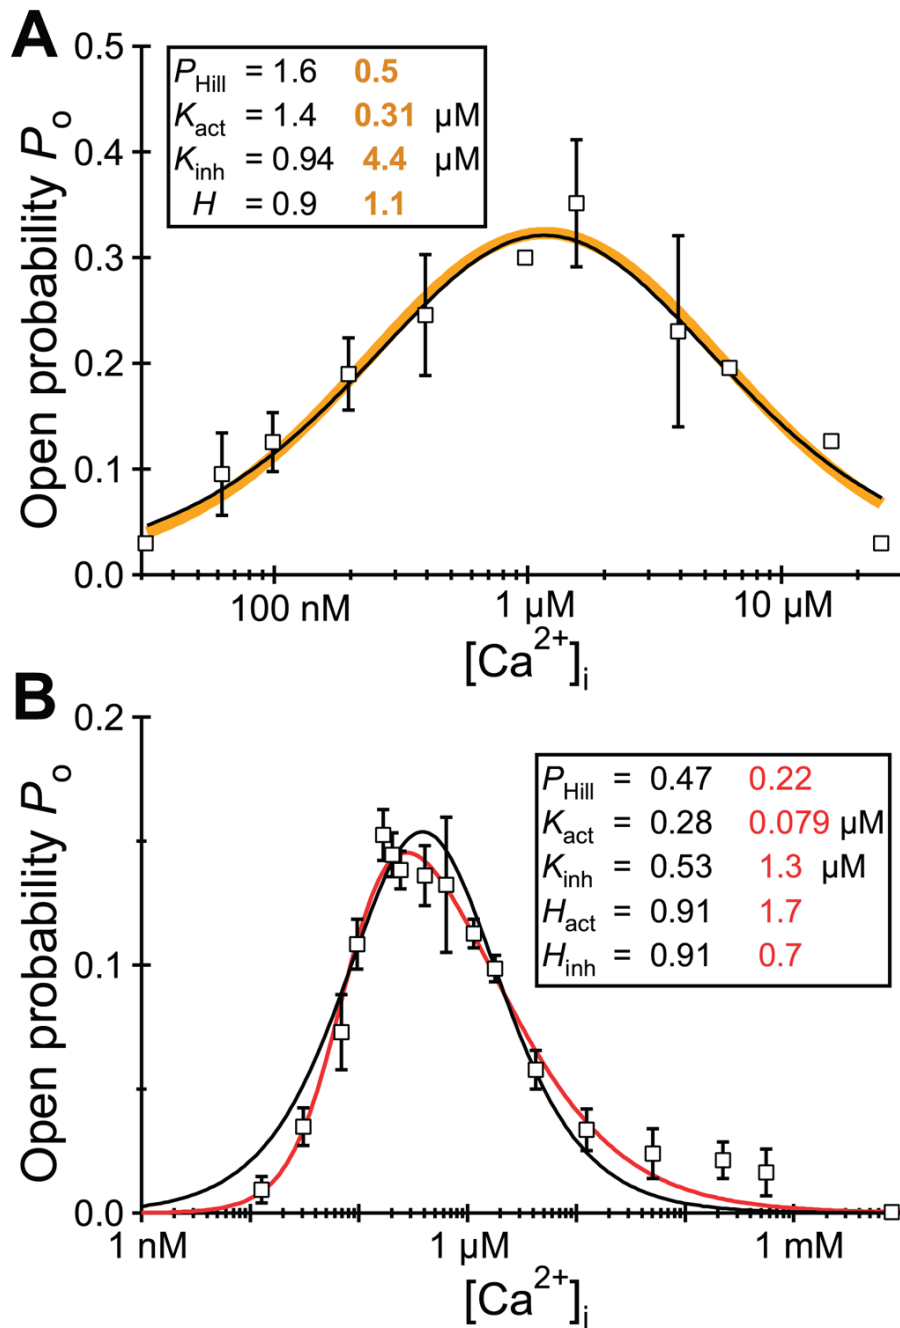 A
0.5
0.4
0.3
0.2
0.1
0.0
Open probability Pₒ
P_Hill = 1.6 0.5
K_act = 1.4 0.31 µM
K_inh = 0.94 4.4 µM
H = 0.9 1.1
100 nM 1 µM 10 µM
[Ca²⁺]ᵢ
B
0.2
0.1
0.0
Open probability Pₒ
P_Hill = 0.47 0.22
K_act = 0.28 0.079 µM
K_inh = 0.53 1.3 µM
H_act = 0.91 1.7
H_inh = 0.91 0.7
1 nM 1 µM 1 mM
[Ca²⁺]ᵢ